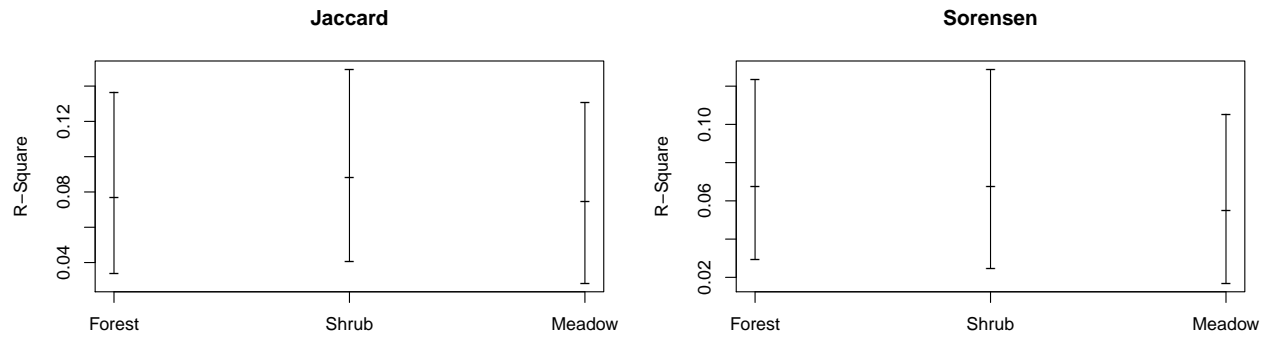 Jaccard
R−Square
0.12
0.08
0.04
Forest
Shrub
Meadow
Sorensen
R−Square
0.10
0.06
0.02
Forest
Shrub
Meadow